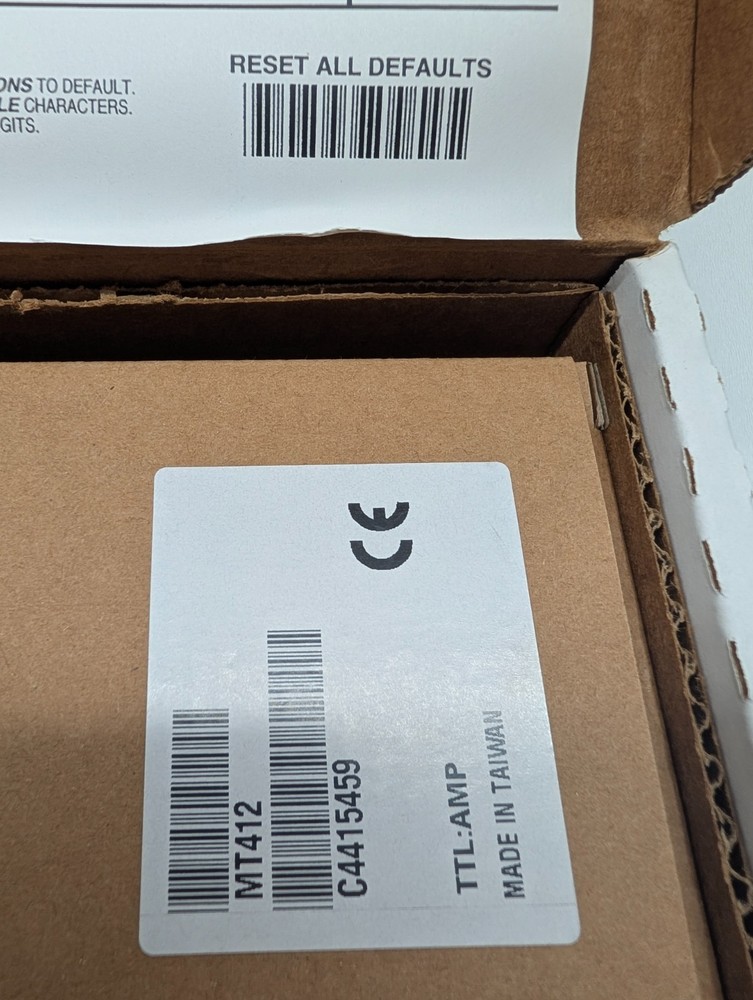 RESET ALL DEFAULTS
ONS TO DEFAULT.
LE CHARACTERS.
GITS.
CE
MT412
C4415459
TTL:AMP
MADE IN TAIWAN